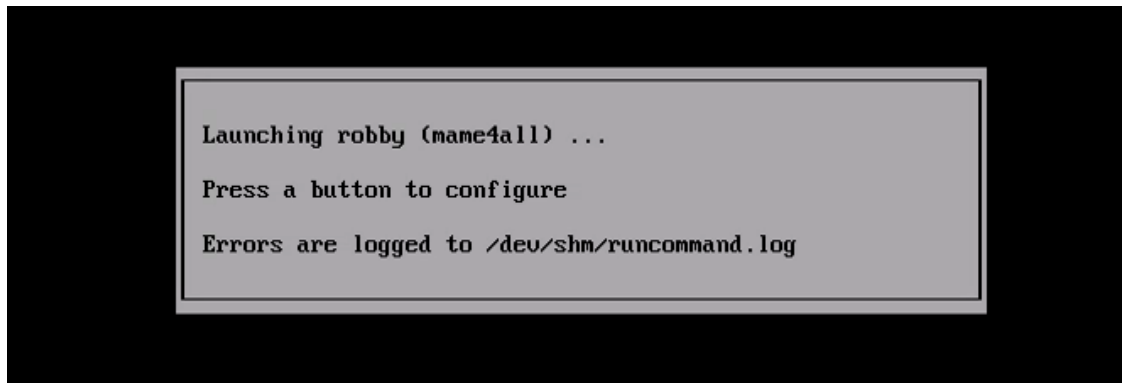 Launching robby (mame4all) ...
Press a button to configure
Errors are logged to /dev/shm/runcommand.log